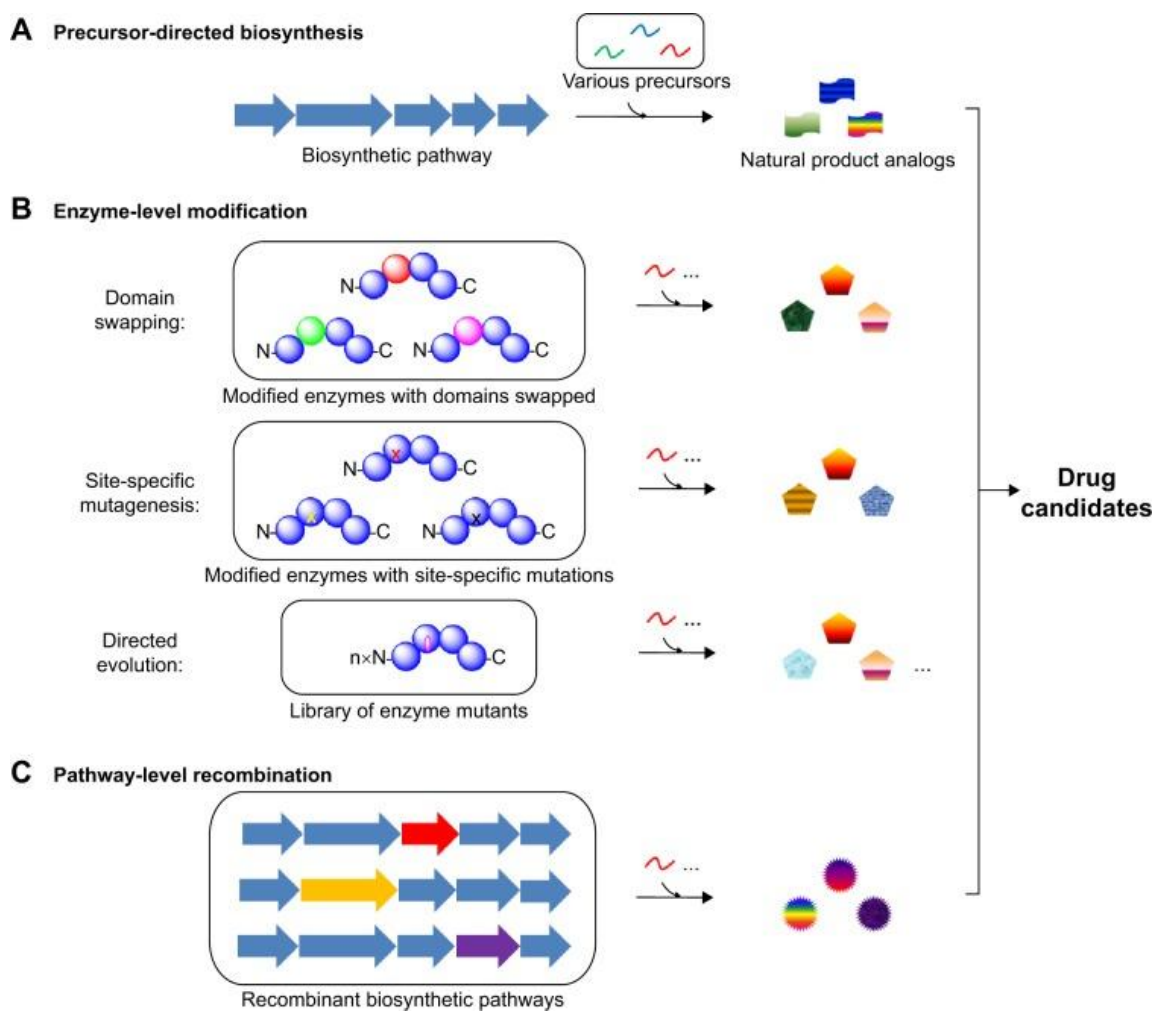 A Precursor-directed biosynthesis
Various precursors
Biosynthetic pathway
Natural product analogs
B Enzyme-level modification
Domain
swapping:
N C
N C N C
...
Modified enzymes with domains swapped
Site-specific
mutagenesis:
x
N C
x x
N C N C
...
Modified enzymes with site-specific mutations
Drug
candidates
Directed
evolution:
n×N C
...
...
Library of enzyme mutants
C Pathway-level recombination
...
Recombinant biosynthetic pathways